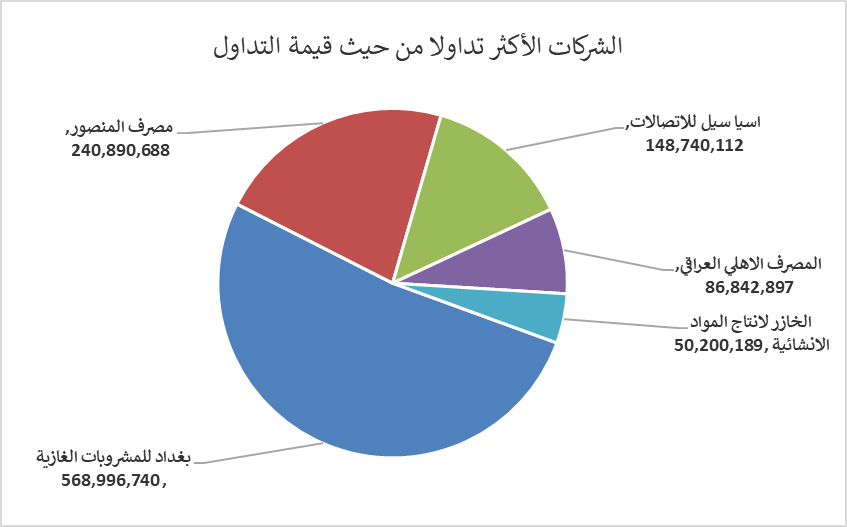 الشركات الأكثر تداولا من حيث قيمة التداول
اسيا سيل للاتصالات,
148,740,112
مصرف المنصور,
240,890,688
المصرف الاهلي العراقي,
86,842,897
الخازر لانتاج المواد
الانشائية , 50,200,189
بغداد للمشروبات الغازية
, 568,996,740